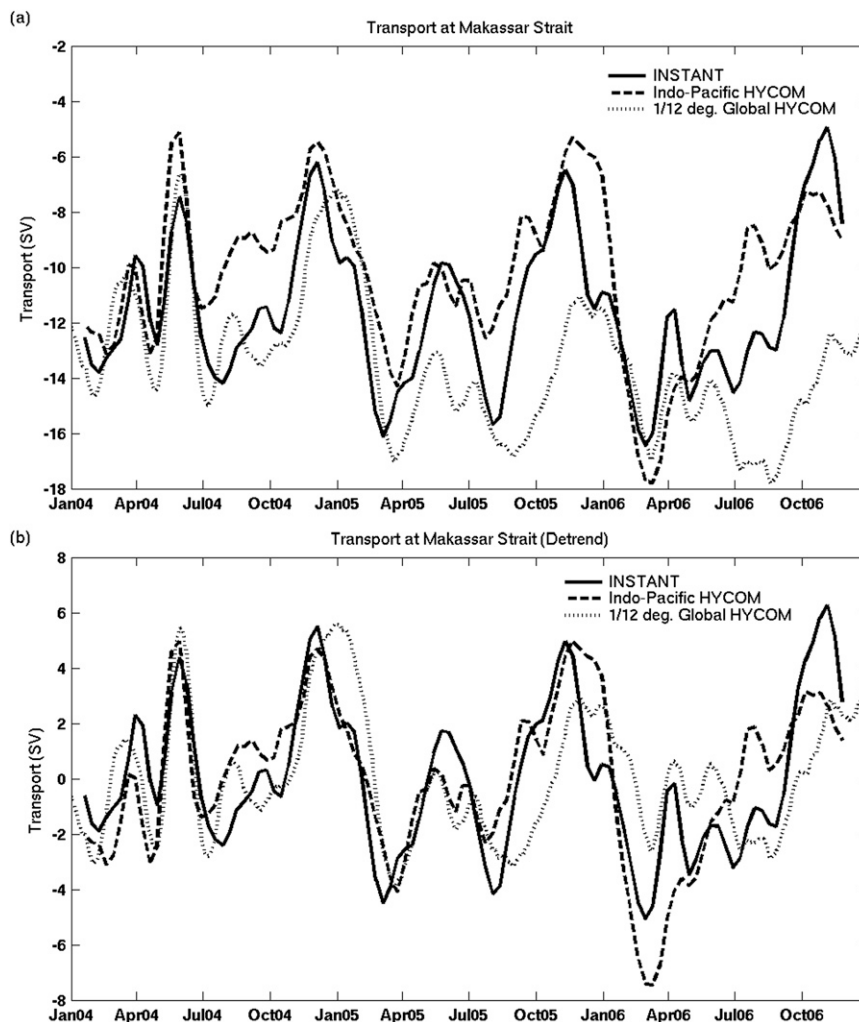 (a)
Transport at Makassar Strait
INSTANT
Indo-Pacific HYCOM
1/12 deg. Global HYCOM
Transport (SV)
-2
-4
-6
-8
-10
-12
-14
-16
-18
Jan04 Apr04 Jul04 Oct04 Jan05 Apr05 Jul05 Oct05 Jan06 Apr06 Jul06 Oct06
(b)
Transport at Makassar Strait (Detrend)
INSTANT
Indo-Pacific HYCOM
1/12 deg. Global HYCOM
Transport (SV)
8
6
4
2
0
-2
-4
-6
-8
Jan04 Apr04 Jul04 Oct04 Jan05 Apr05 Jul05 Oct05 Jan06 Apr06 Jul06 Oct06